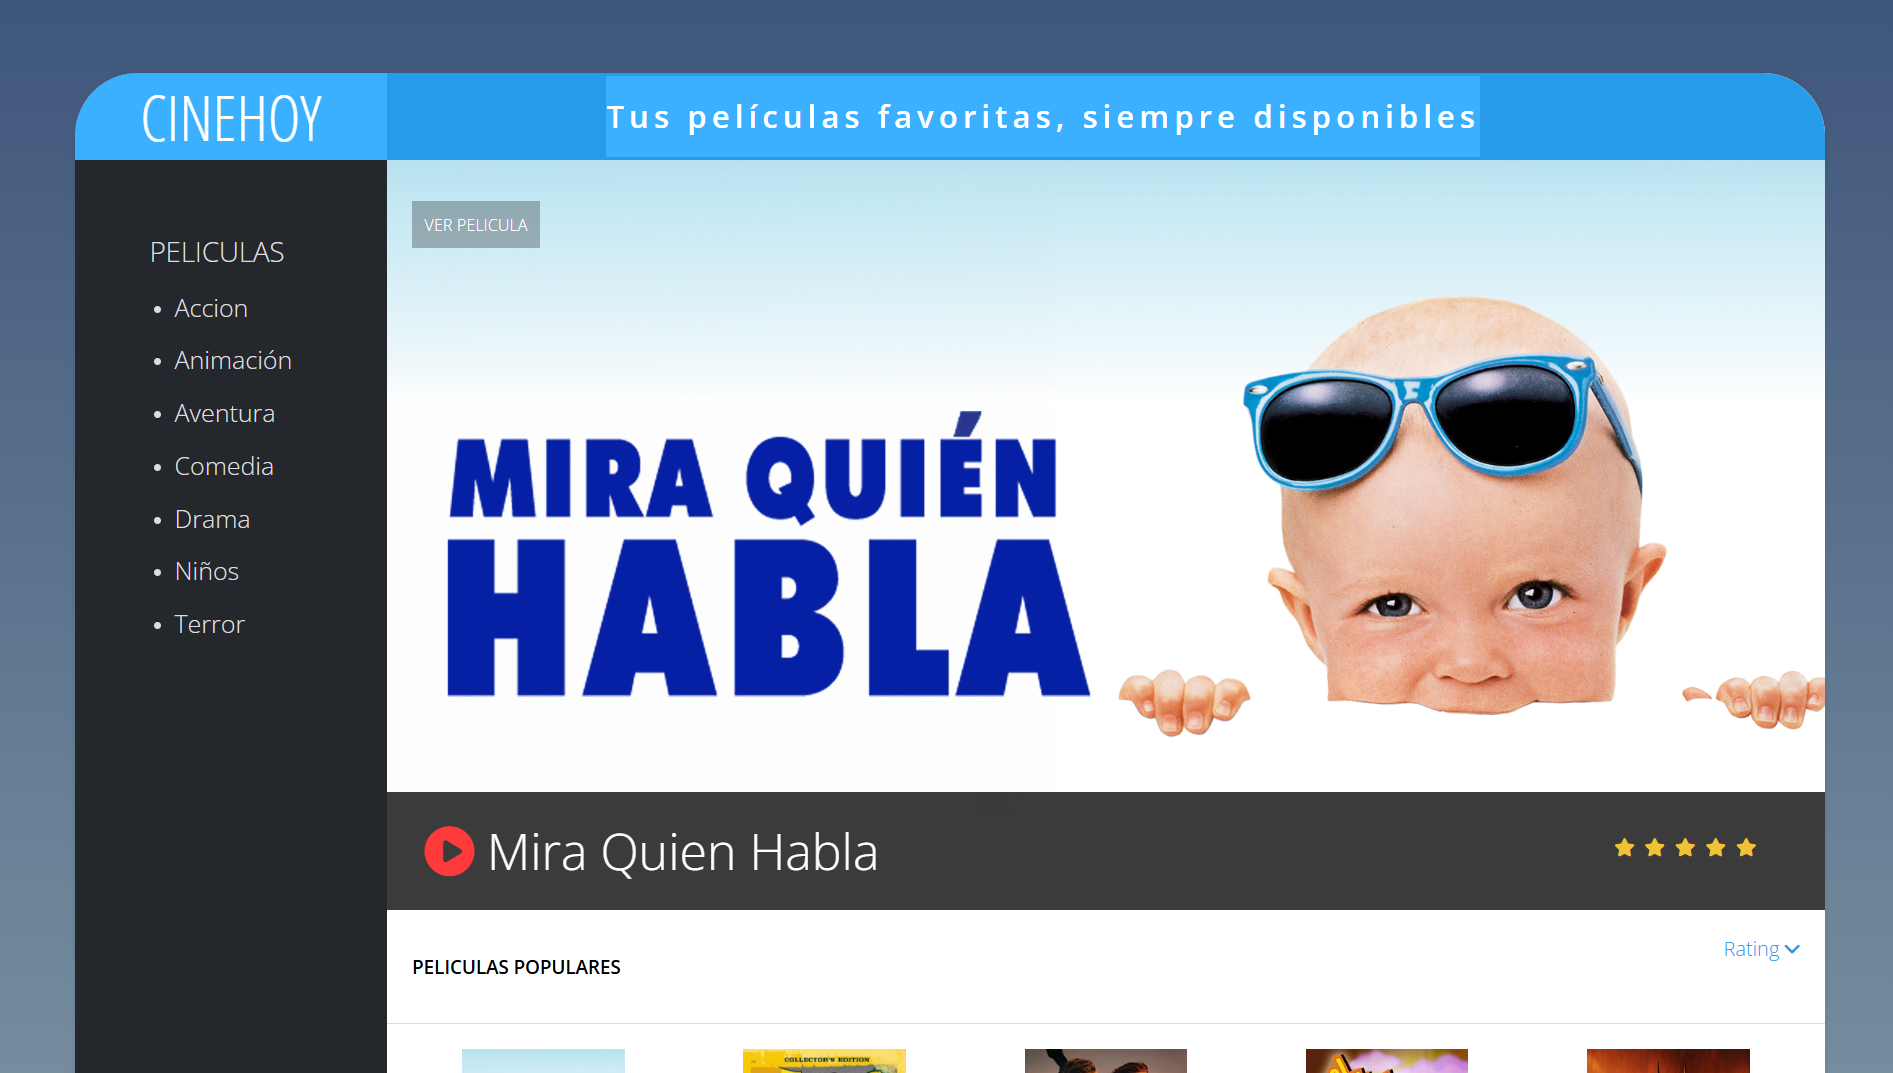 CINEHOY
Tus películas favoritas, siempre disponibles
PELICULAS
Accion
Animación
Aventura
Comedia
Drama
Niños
Terror
VER PELICULA
MIRA QUIÉN
HABLA
Mira Quien Habla
PELICULAS POPULARES
Rating
COLLECTOR'S EDITION